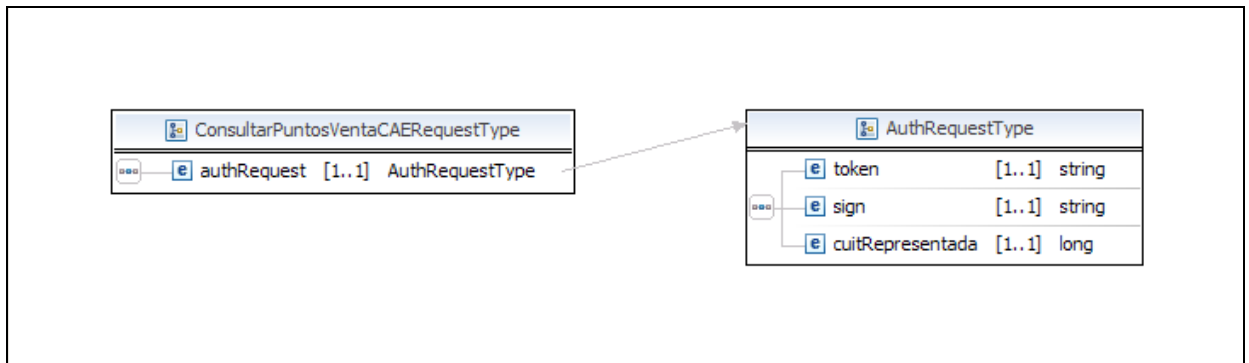 ConsultarPuntosVentaCAERequestType
e authRequest [1..1] AuthRequestType
AuthRequestType
e token [1..1] string
e sign [1..1] string
e cuitRepresentada [1..1] long